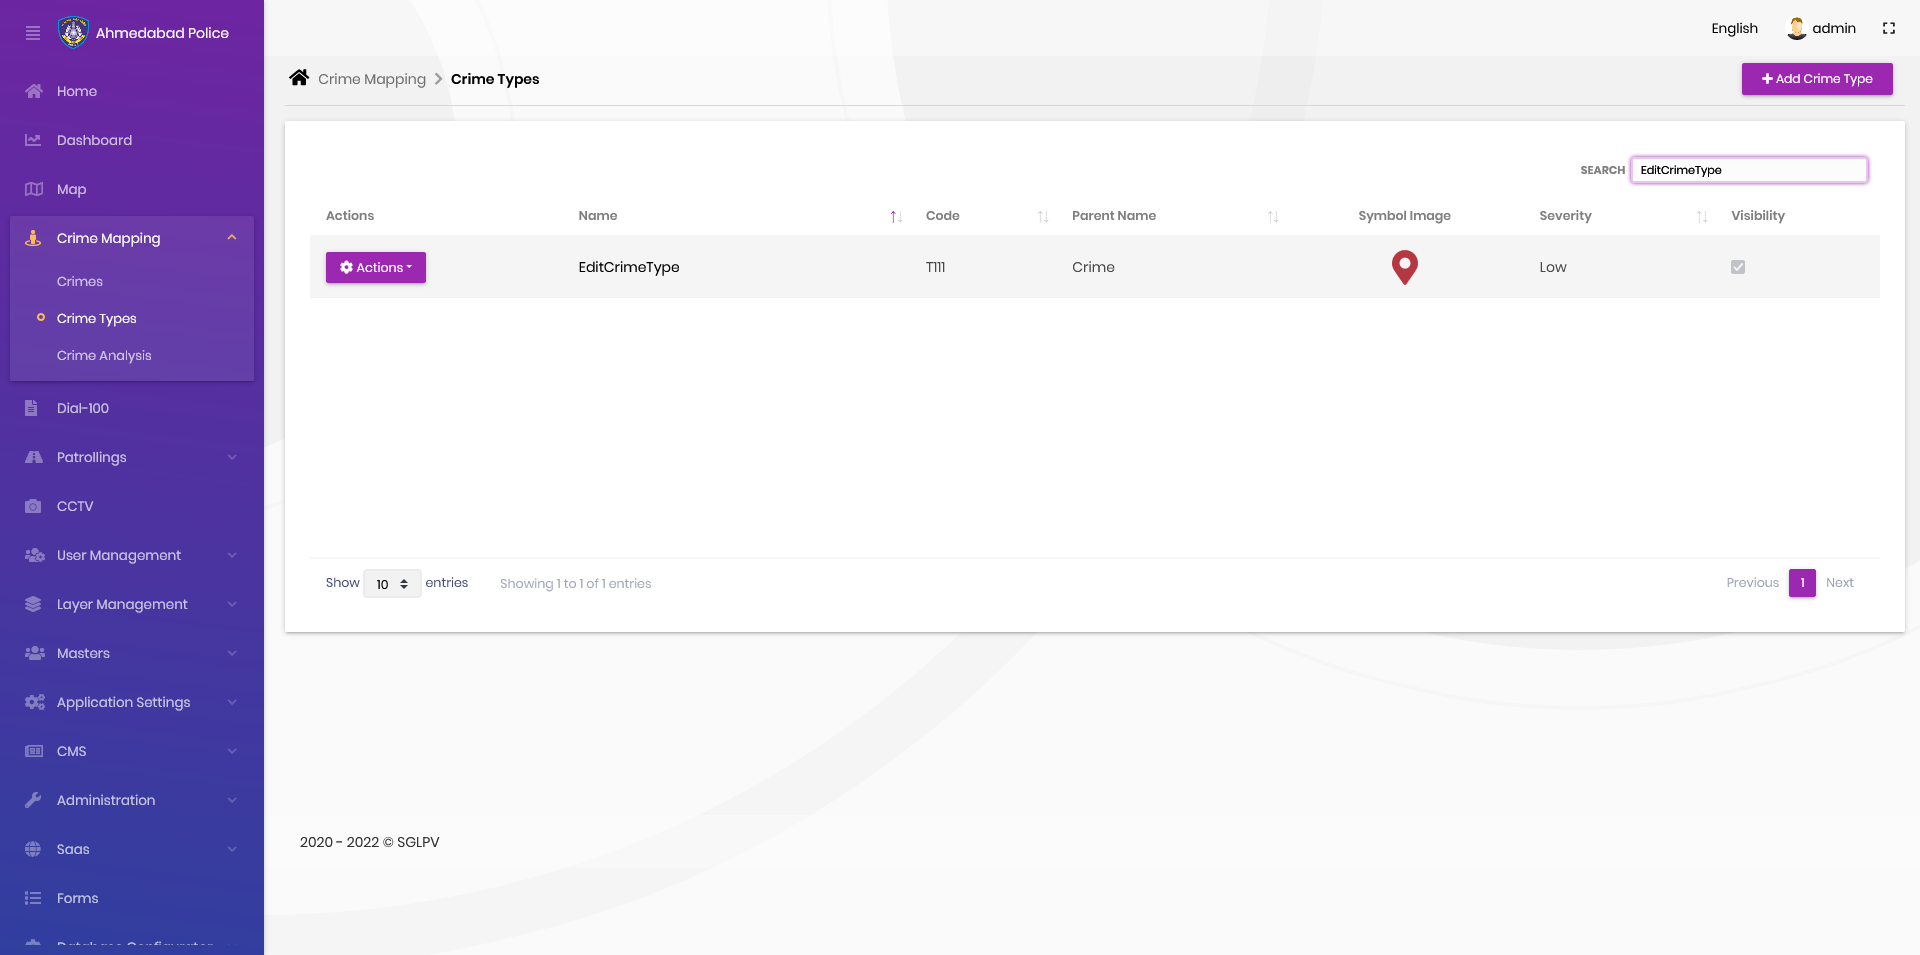 Ahmedabad Police
English
admin
Home
Dashboard
Map
Crime Mapping
Crimes
Crime Types
Crime Analysis
Dial-100
Patrollings
CCTV
User Management
Layer Management
Masters
Application Settings
CMS
Administration
Saas
Forms
Database Configurator
Crime Mapping > Crime Types
Add Crime Type
SEARCH EditCrimeType
Actions Name Code Parent Name Symbol Image Severity Visibility
Actions EditCrimeType T111 Crime Low
Show 10 entries Showing 1 to 1 of 1 entries Previous 1 Next
2020 - 2022 © SGLPV